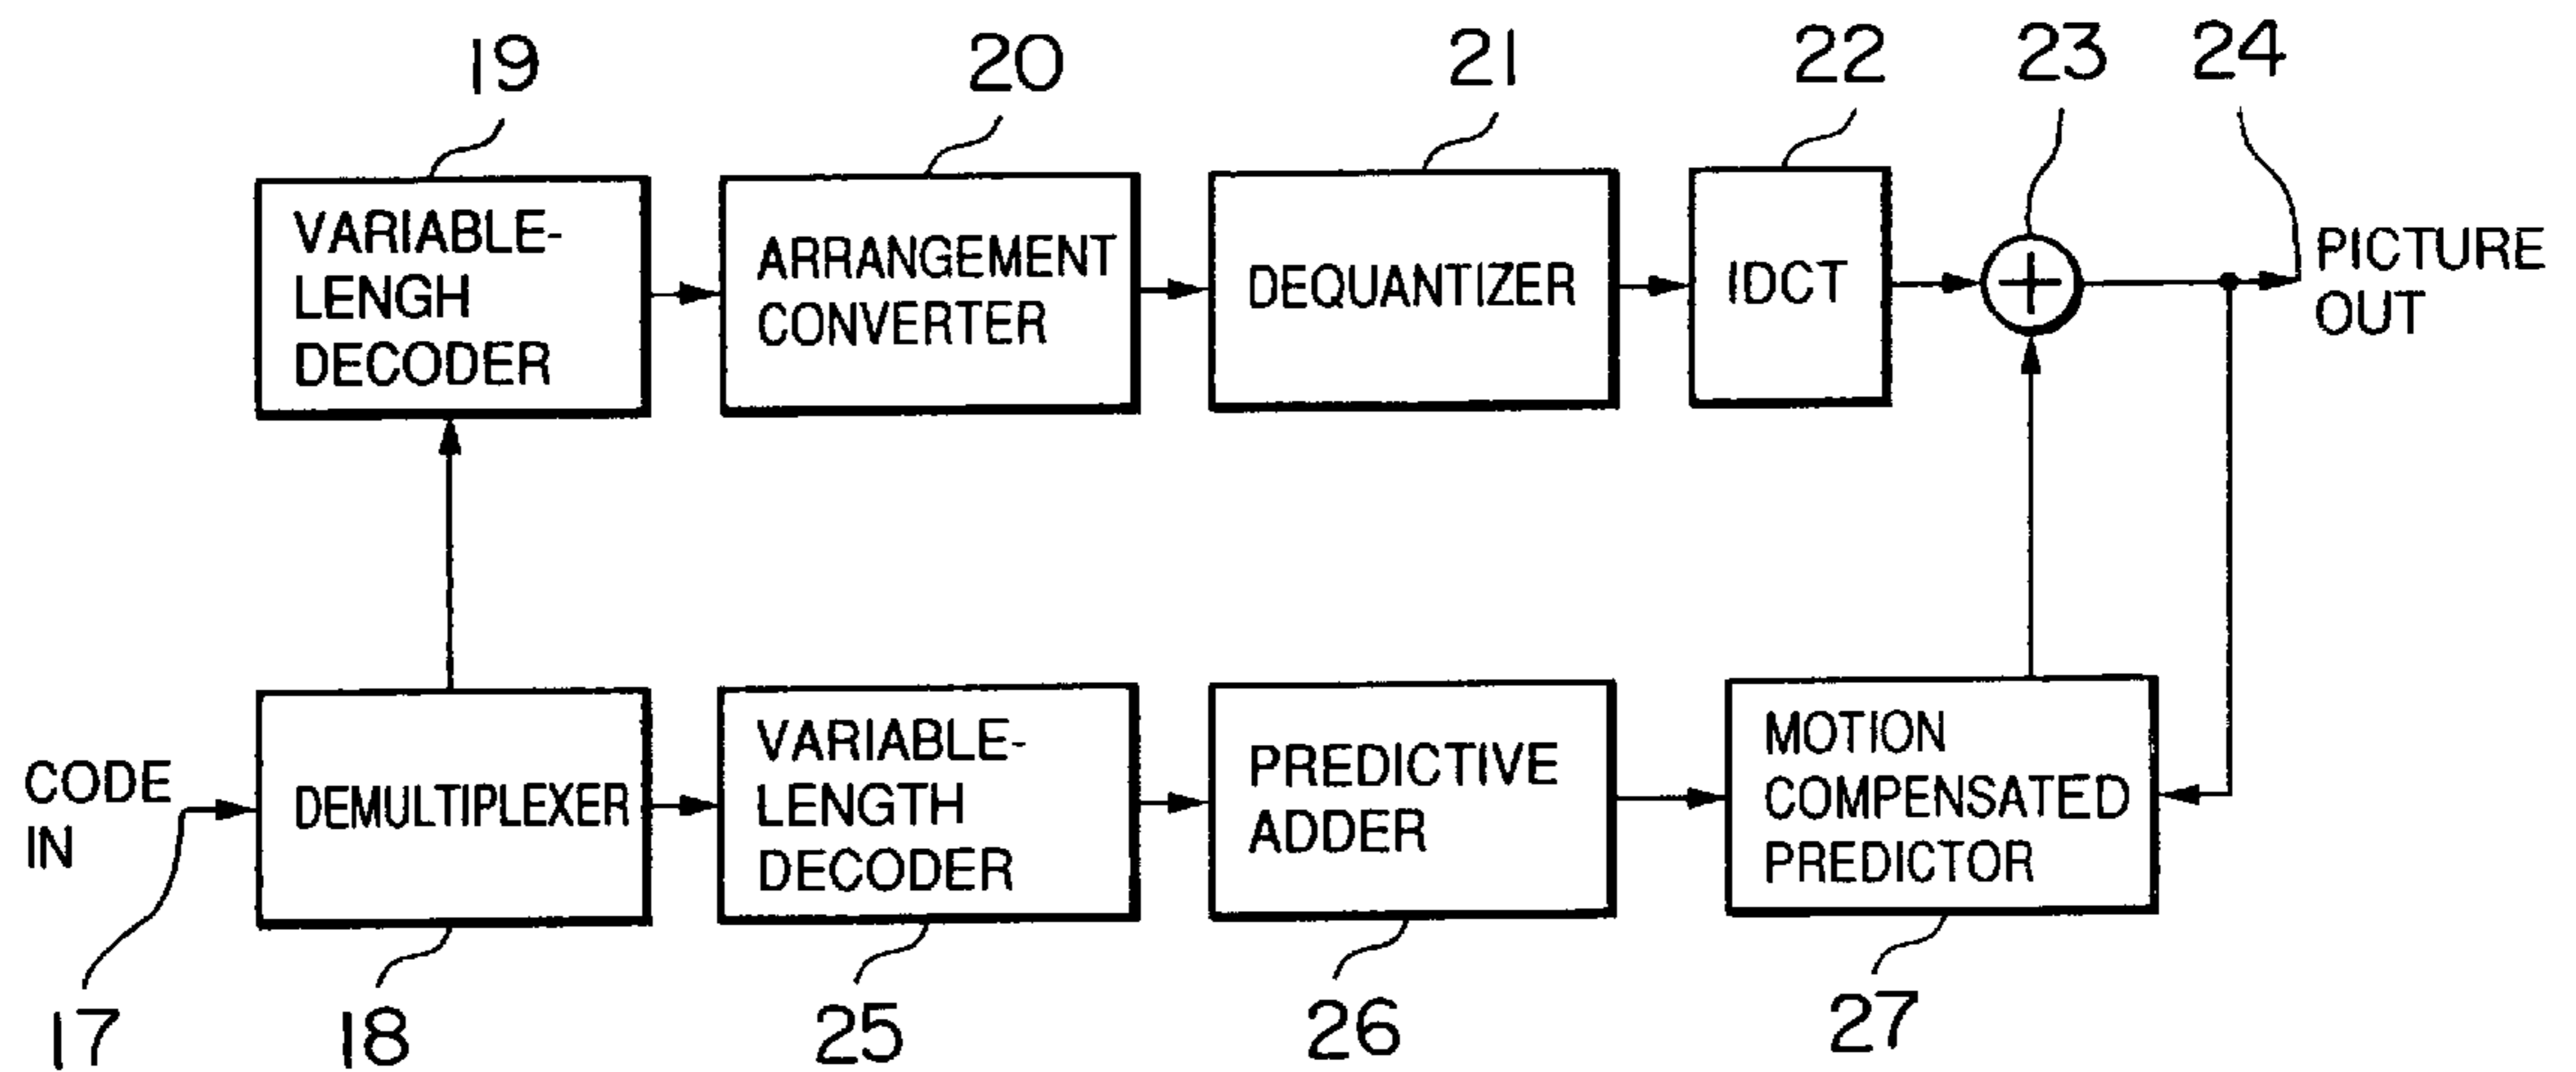 19
20
21
22
23
24
VARIABLE-
LENGH
DECODER
ARRANGEMENT
CONVERTER
DEQUANTIZER
IDCT
PICTURE
OUT
CODE
IN
DEMULTIPLEXER
VARIABLE-
LENGTH
DECODER
PREDICTIVE
ADDER
MOTION
COMPENSATED
PREDICTOR
17
18
25
26
27